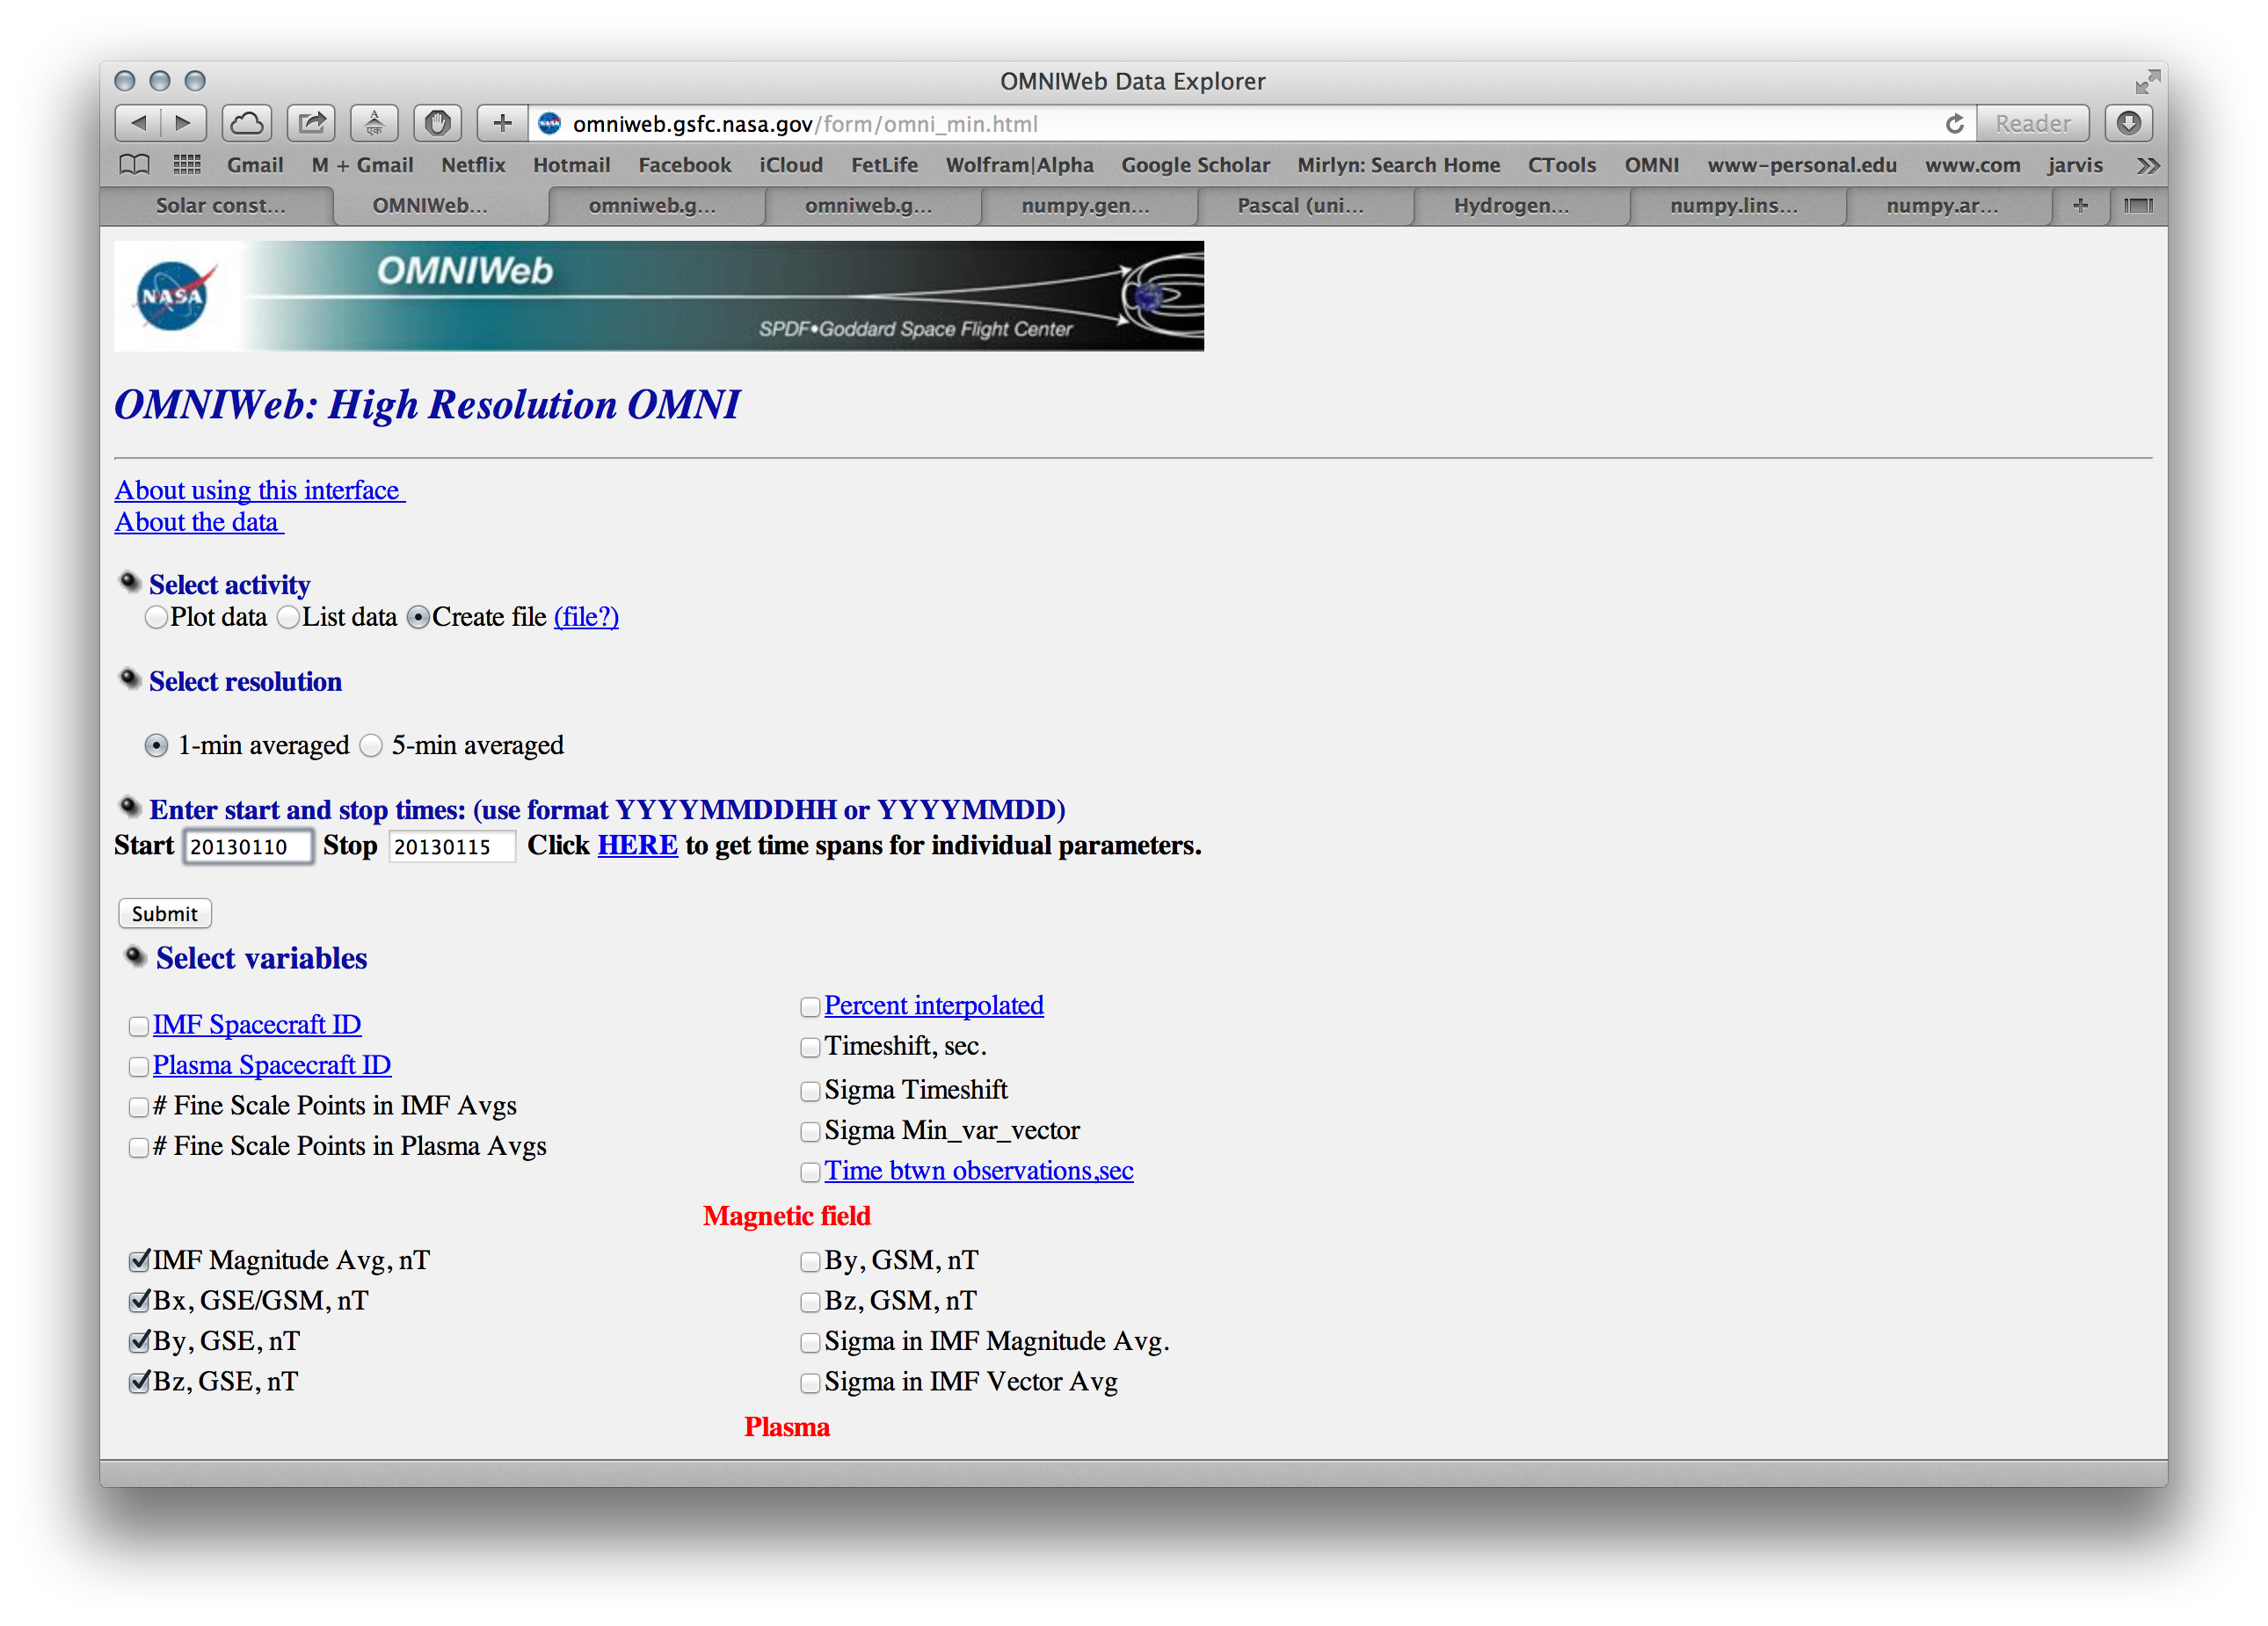 OMNIWeb Data Explorer
omniweb.gsfc.nasa.gov/form/omni_min.html
Reader
Gmail M + Gmail Netflix Hotmail Facebook iCloud FetLife Wolfram|Alpha Google Scholar Mirlyn: Search Home CTools OMNI www-personal.edu www.com jarvis
Solar const... OMNIWeb... omniweb.g... omniweb.g... numpy.gen... Pascal (uni... Hydrogen... numpy.lins... numpy.ar...
NASA
OMNIWeb
SPDF•Goddard Space Flight Center
OMNIWeb: High Resolution OMNI
About using this interface
About the data
Select activity
Plot data List data Create file (file?)
Select resolution
1-min averaged 5-min averaged
Enter start and stop times: (use format YYYYMMDDHH or YYYYMMDD)
Start 20130110 Stop 20130115 Click HERE to get time spans for individual parameters.
Submit
Select variables
IMF Spacecraft ID
Plasma Spacecraft ID
# Fine Scale Points in IMF Avgs
# Fine Scale Points in Plasma Avgs
Percent interpolated
Timeshift, sec.
Sigma Timeshift
Sigma Min_var_vector
Time btwn observations,sec
Magnetic field
IMF Magnitude Avg, nT
Bx, GSE/GSM, nT
By, GSE, nT
Bz, GSE, nT
By, GSM, nT
Bz, GSM, nT
Sigma in IMF Magnitude Avg.
Sigma in IMF Vector Avg
Plasma